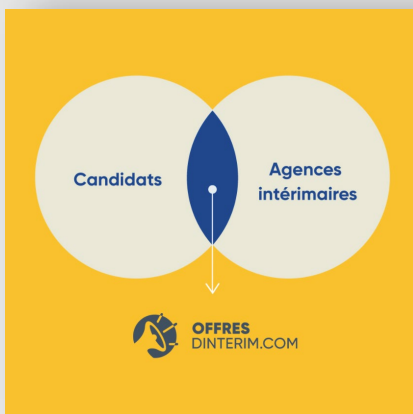 Candidats
Agences
intérimaires
OFFRES
DINTERIM.COM